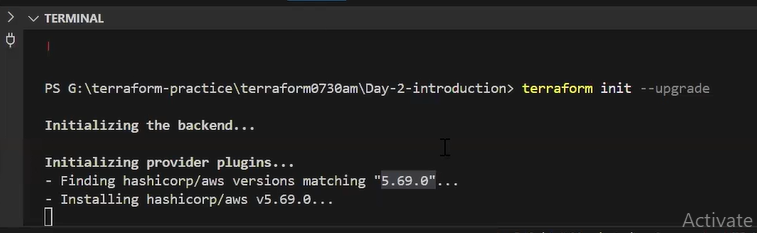 TERMINAL
PS G:\terraform-practice\terraform0730am\Day-2-introduction> terraform init --upgrade
Initializing the backend...
Initializing provider plugins...
- Finding hashicorp/aws versions matching "5.69.0"...
- Installing hashicorp/aws v5.69.0...
Activate